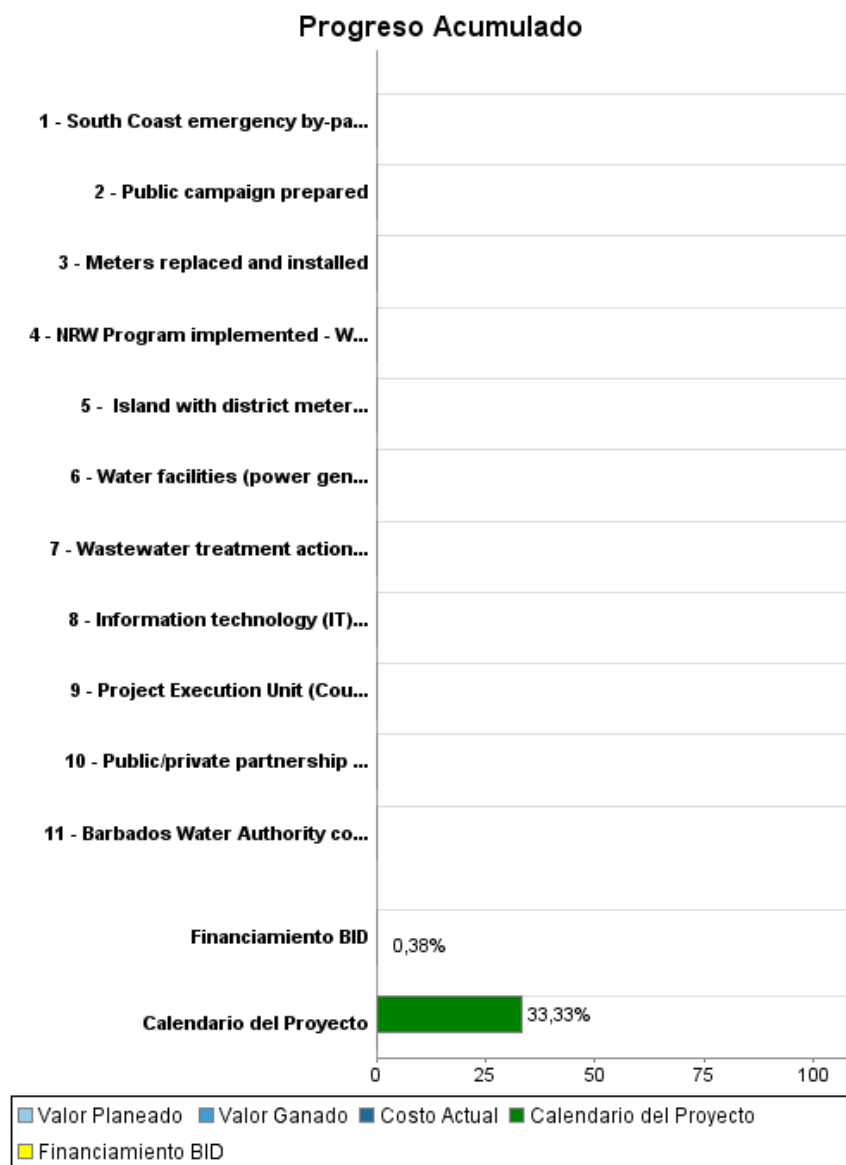 Progreso Acumulado
1 - South Coast emergency by-pa...
2 - Public campaign prepared
3 - Meters replaced and installed
4 - NRW Program implemented - W...
5 -  Island with district meter...
6 - Water facilities (power gen...
7 - Wastewater treatment action...
8 - Information technology (IT)...
9 - Project Execution Unit (Cou...
10 - Public/private partnership ...
11 - Barbados Water Authority co...
Financiamiento BID 0,38%
Calendario del Proyecto 33,33%
0 25 50 75 100
Valor Planeado Valor Ganado Costo Actual Calendario del Proyecto
Financiamiento BID